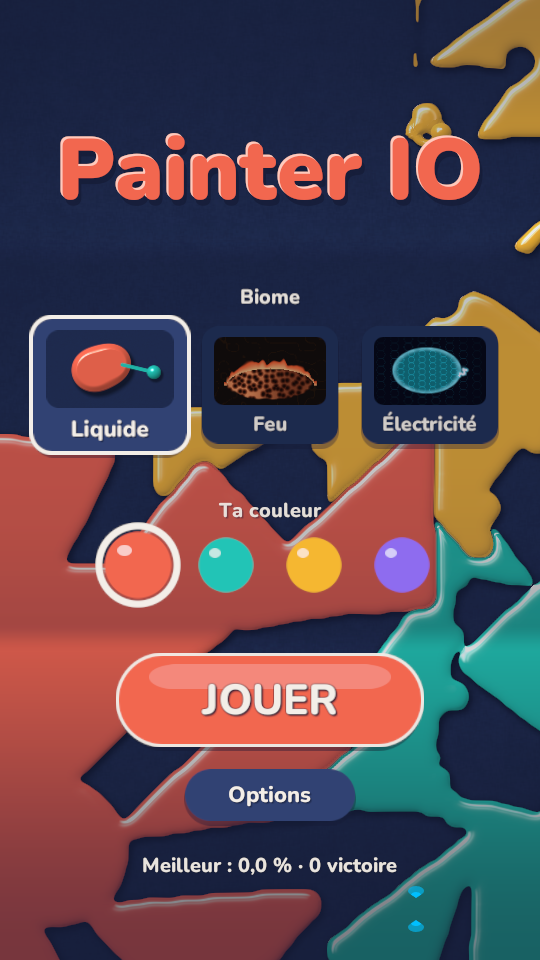 Painter IO
Biome
Liquide
Feu
Électricité
Ta couleur
JOUER
Options
Meilleur : 0,0 % · 0 victoire